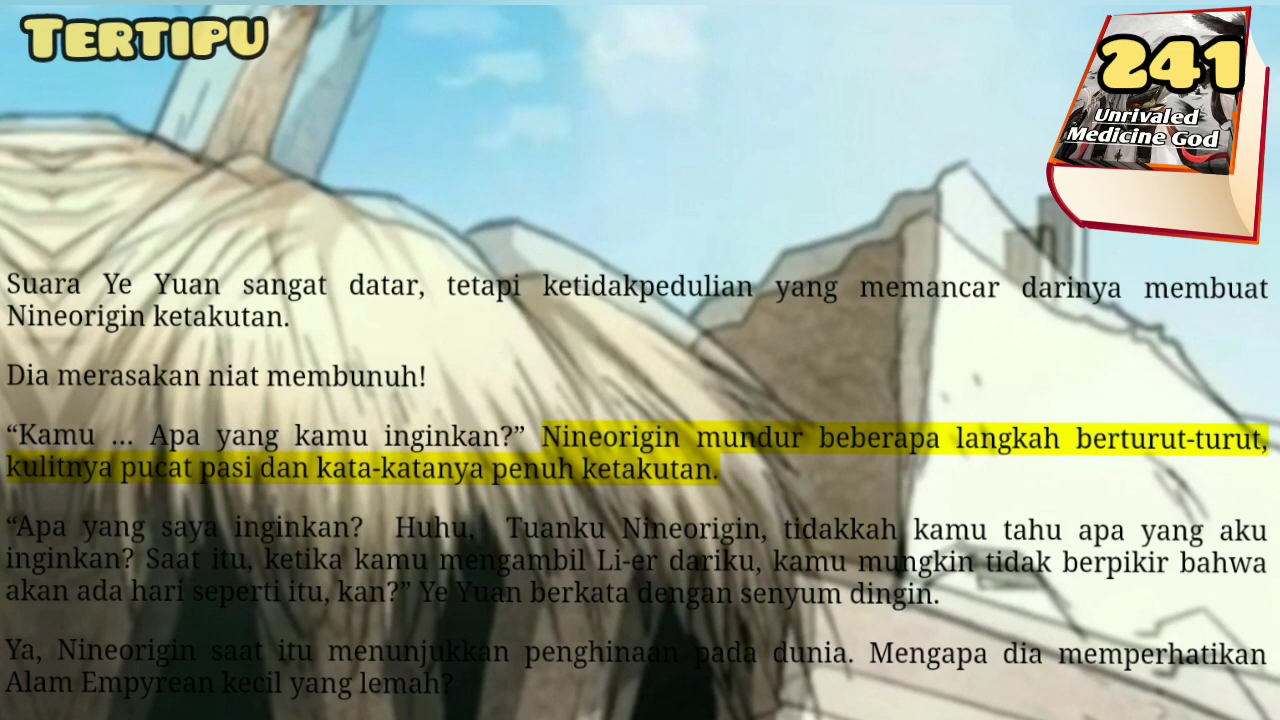 Tertipu
241
Unrivaled
Medicine God
Suara Ye Yuan sangat datar, tetapi ketidakpedulian yang memancar darinya membuat
Nineorigin ketakutan.
Dia merasakan niat membunuh!
“Kamu ... Apa yang kamu inginkan?” Nineorigin mundur beberapa langkah berturut-turut,
kulitnya pucat pasi dan kata-katanya penuh ketakutan.
“Apa yang saya inginkan? Huhu, Tuanku Nineorigin, tidakkah kamu tahu apa yang aku
inginkan? Saat itu, ketika kamu mengambil Li-er dariku, kamu mungkin tidak berpikir bahwa
akan ada hari seperti itu, kan?” Ye Yuan berkata dengan senyum dingin.
Ya, Nineorigin saat itu menunjukkan penghinaan pada dunia. Mengapa dia memperhatikan
Alam Empyrean kecil yang lemah?